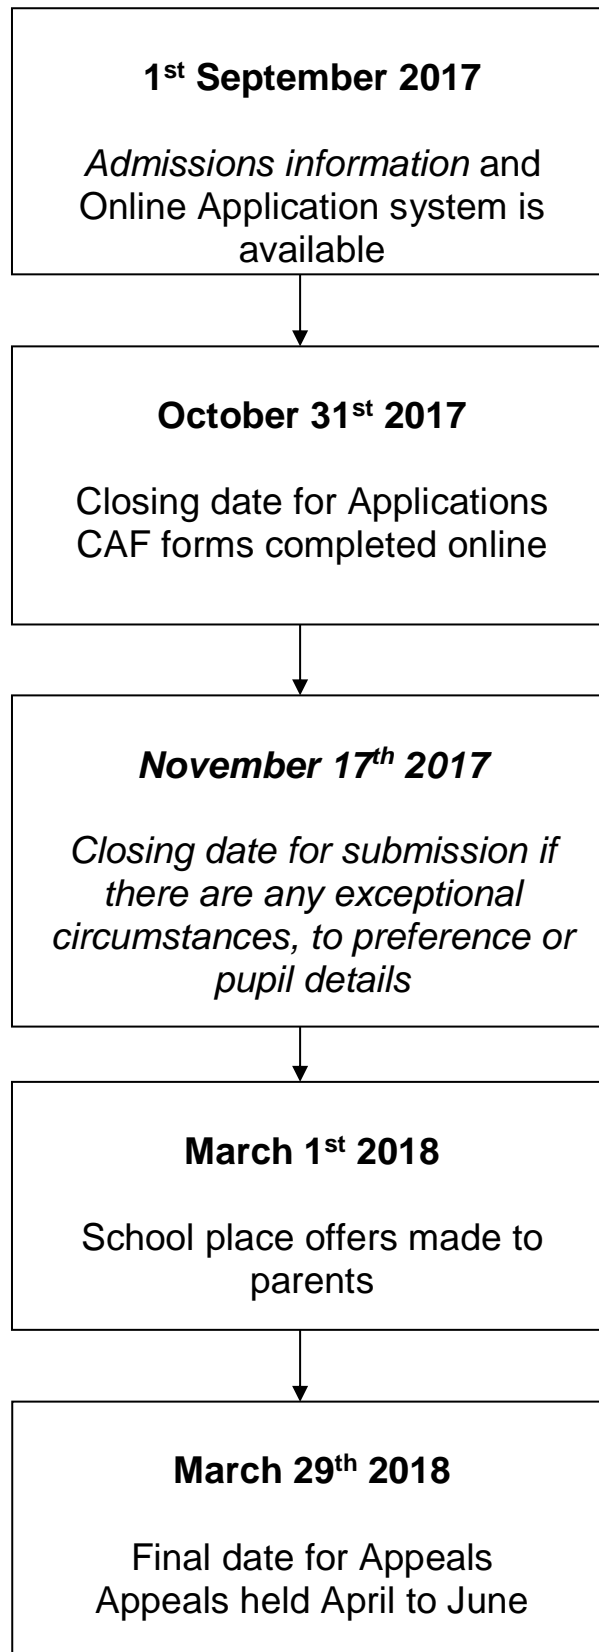 1st September 2017
Admissions information and
Online Application system is
available
October 31st 2017
Closing date for Applications
CAF forms completed online
November 17th 2017
Closing date for submission if
there are any exceptional
circumstances, to preference or
pupil details
March 1st 2018
School place offers made to
parents
March 29th 2018
Final date for Appeals
Appeals held April to June